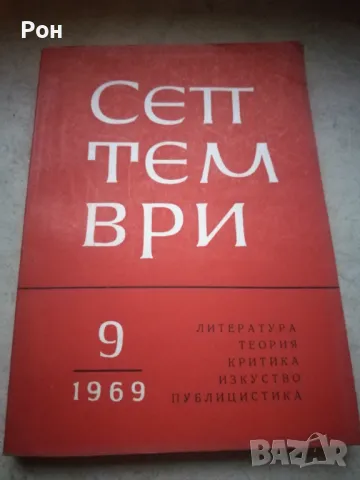 Рон
СЕП
ТЕМ
ВРИ
9
1969
ЛИТЕРАТУРА
ТЕОРИЯ
КРИТИКА
ИЗКУСТВО
ПУБЛИЦИСТИКА
BAZAR